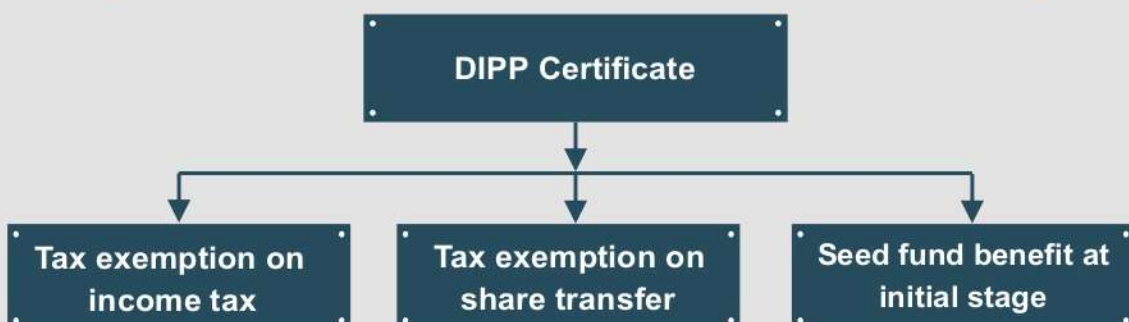 DIPP Certificate
Tax exemption on
income tax
Tax exemption on
share transfer
Seed fund benefit at
initial stage